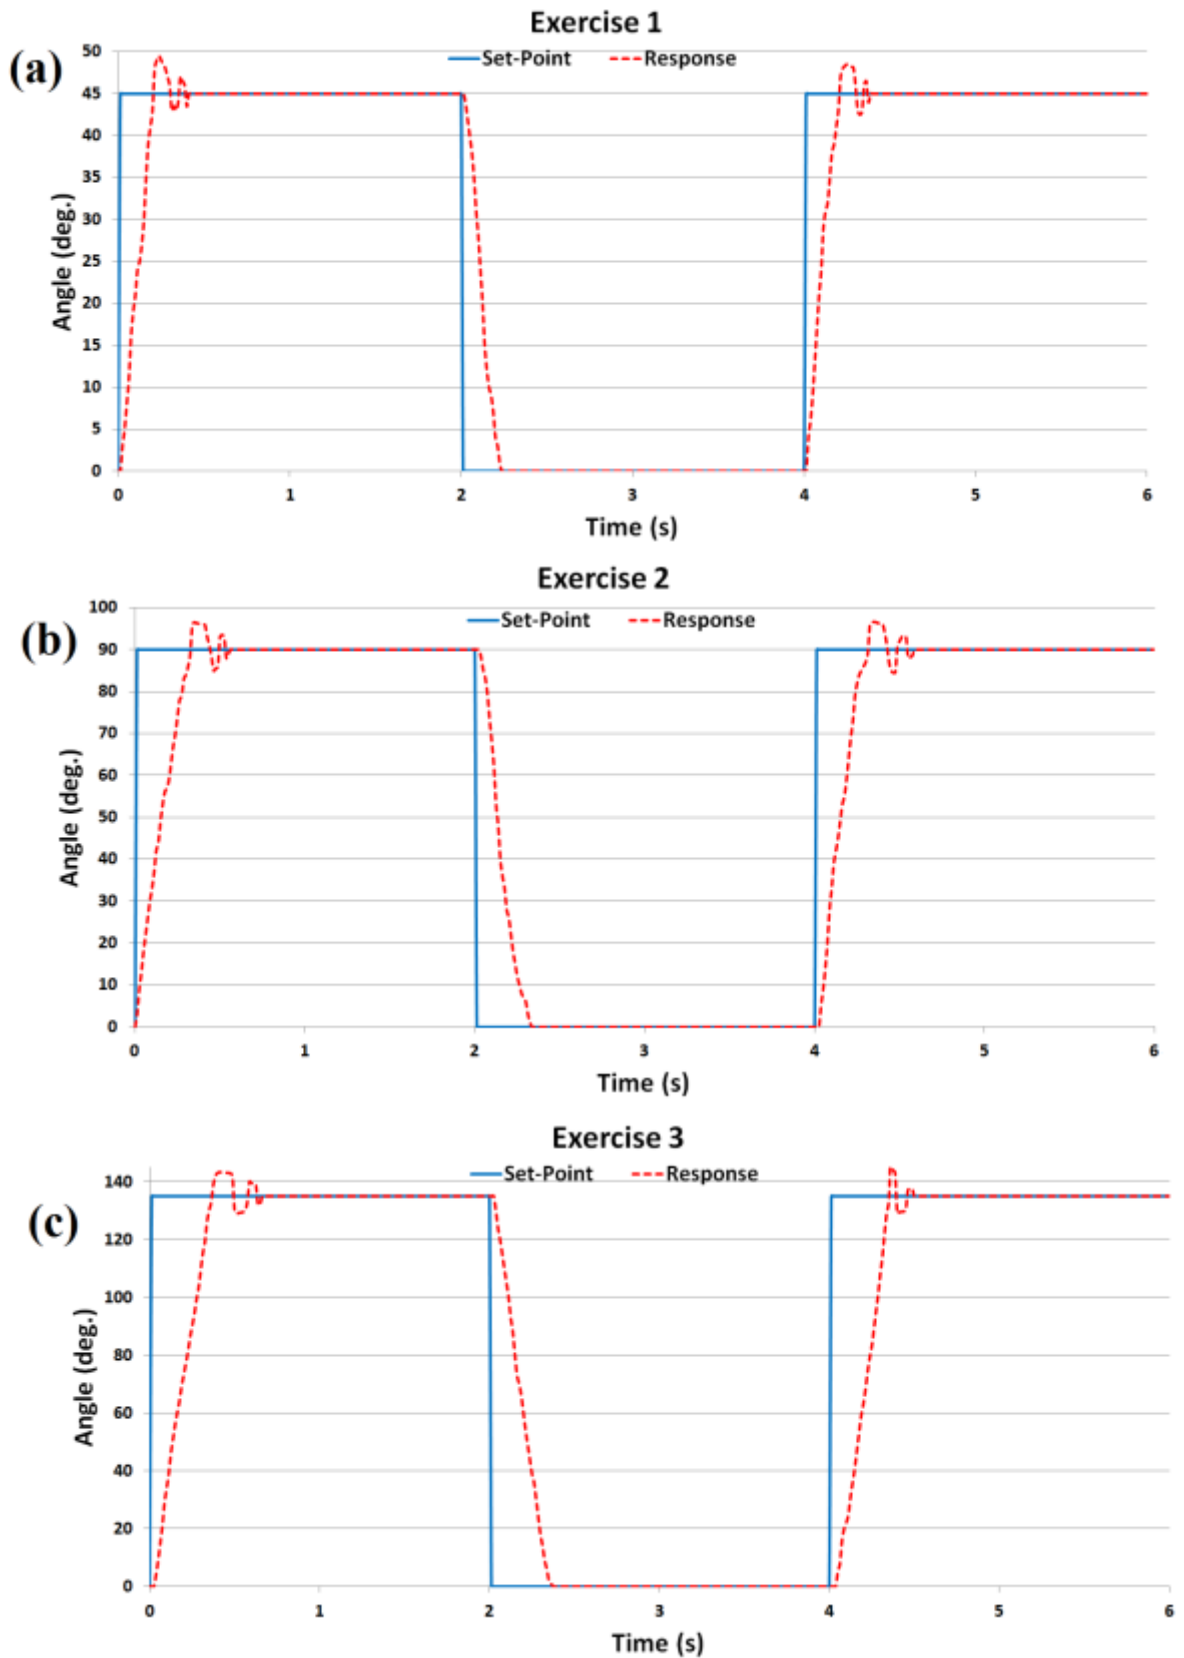 Exercise 1
(a)
Set-Point Response
50
45
40
35
30
25
20
15
10
5
0
Angle (deg.)
0 1 2 3 4 5 6
Time (s)
Exercise 2
(b)
Set-Point Response
100
90
80
70
60
50
40
30
20
10
0
Angle (deg.)
0 1 2 3 4 5 6
Time (s)
Exercise 3
(c)
Set-Point Response
140
120
100
80
60
40
20
0
Angle (deg.)
0 1 2 3 4 5 6
Time (s)